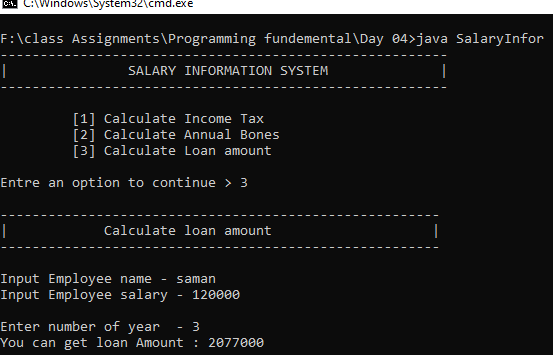 C:\Windows\System32\cmd.exe
F:\class Assignments\Programming fundemental\Day 04>java SalaryInfor
--------------------------------------------------------
|               SALARY INFORMATION SYSTEM              |
--------------------------------------------------------
[1] Calculate Income Tax
[2] Calculate Annual Bones
[3] Calculate Loan amount
Entre an option to continue > 3
-------------------------------------------------------
|            Calculate loan amount                    |
-------------------------------------------------------
Input Employee name - saman
Input Employee salary - 120000
Enter number of year  - 3
You can get loan Amount : 2077000